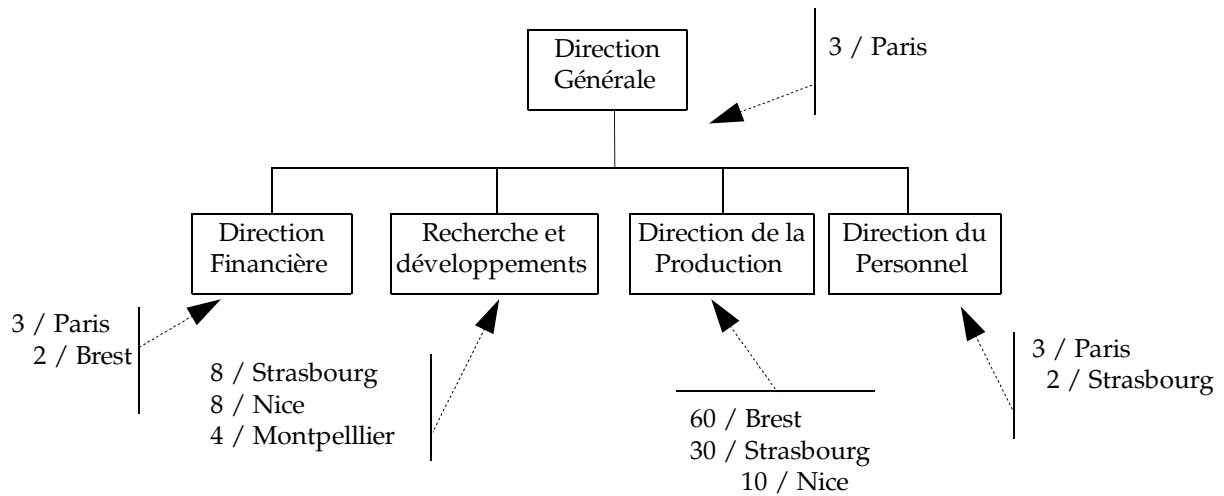 Direction
Générale
3 / Paris
Direction
Financière
Recherche et
développements
Direction de la
Production
Direction du
Personnel
3 / Paris
2 / Brest
8 / Strasbourg
8 / Nice
4 / Montpelllier
60 / Brest
30 / Strasbourg
10 / Nice
3 / Paris
2 / Strasbourg